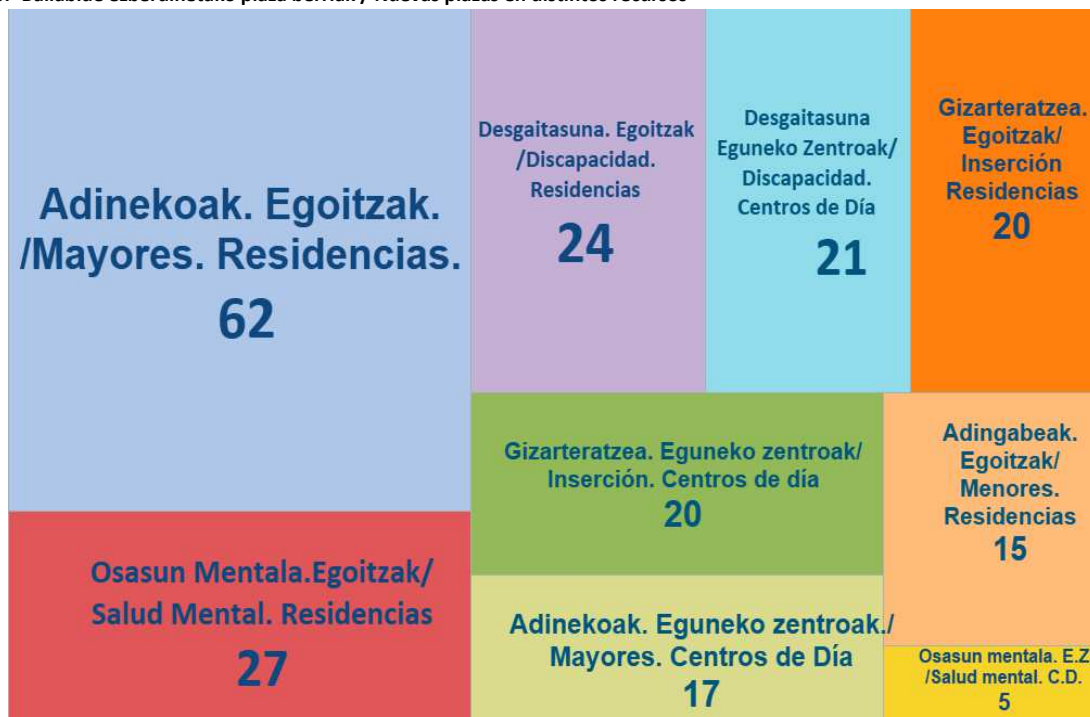 Adinekoak. Egoitzak.
/Mayores. Residencias.
62
Desgaitasuna. Egoitzak
/Discapacidad.
Residencias
24
Desgaitasuna
Eguneko Zentroak/
Discapacidad.
Centros de Día
21
Gizarteratzea.
Egoitzak/
Inserción
Residencias
20
Gizarteratzea. Eguneko zentroak/
Inserción. Centros de día
20
Adingabeak.
Egoitzak/
Menores.
Residencias
15
Osasun Mentala.Egoitzak/
Salud Mental. Residencias
27
Adinekoak. Eguneko zentroak./
Mayores. Centros de Día
17
Osasun mentala. E.Z
/Salud mental. C.D.
5